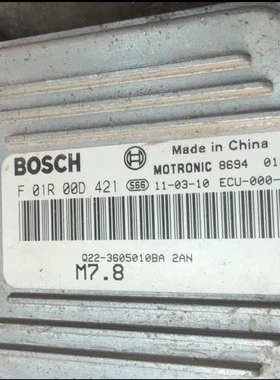 Made in China
BOSCH MOTRONIC 8694 01
F 01R 00D 421 566 11-03-10 ECU-000-
Q22-3605010BA 2AN
M7.8